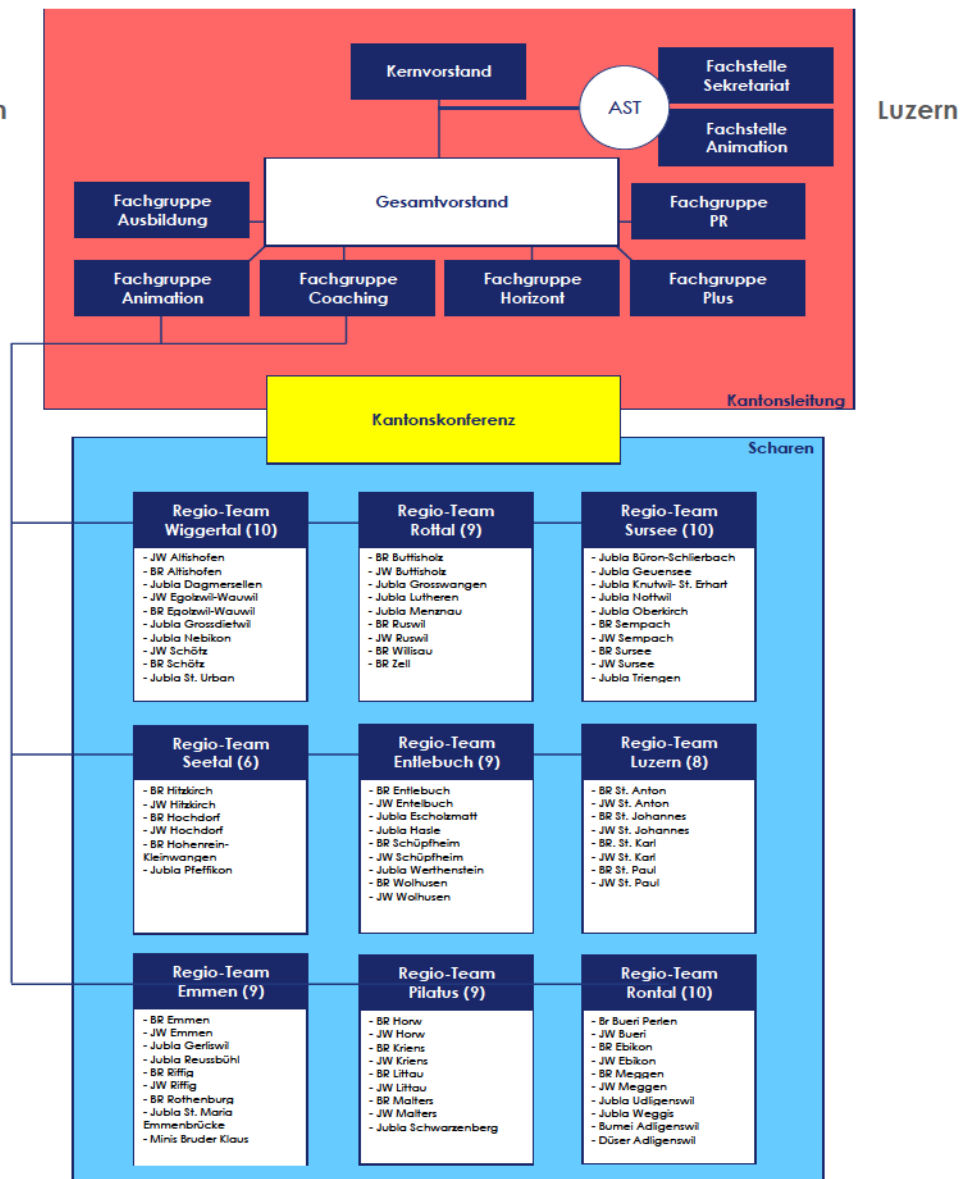 n
Luzern
Kernvorstand
Fachstelle
Sekretariat
AST
Fachstelle
Animation
Gesamtvorstand
Fachgruppe
Ausbildung
Fachgruppe
PR
Fachgruppe
Animation
Fachgruppe
Coaching
Fachgruppe
Horizont
Fachgruppe
Plus
Kantonsleitung
Kantonskonferenz
Scharen
Regio-Team
Wiggertal (10)
- JW Altishofen
- BR Altishofen
- Jubla Dagmersellen
- JW Egolzwil-Wauwil
- BR Egolzwil-Wauwil
- Jubla Grossdietwil
- Jubla Nebikon
- JW Schötz
- BR Schötz
- Jubla St. Urban
Regio-Team
Rottal (9)
- BR Buttisholz
- JW Buttisholz
- Jubla Grosswangen
- Jubla Lutheren
- Jubla Menznau
- BR Ruswil
- JW Ruswil
- BR Willisau
- BR Zell
Regio-Team
Sursee (10)
- Jubla Büron-Schlierbach
- Jubla Geuensee
- Jubla Knutwil- St. Erhart
- Jubla Nottwil
- Jubla Oberkirch
- BR Sempach
- JW Sempach
- BR Sursee
- JW Sursee
- Jubla Triengen
Regio-Team
Seetal (6)
- BR Hitzkirch
- JW Hitzkirch
- BR Hochdorf
- JW Hochdorf
- BR Hohenrein-
Kleinwangen
- Jubla Pfeffikon
Regio-Team
Entlebuch (9)
- BR Entlebuch
- JW Entelbuch
- Jubla Escholzmatt
- Jubla Hasle
- BR Schüpfheim
- JW Schüpfheim
- Jubla Werthenstein
- BR Wolhusen
- JW Wolhusen
Regio-Team
Luzern (8)
- BR St. Anton
- JW St. Anton
- BR St. Johannes
- JW St. Johannes
- BR. St. Karl
- JW St. Karl
- BR St. Paul
- JW St. Paul
Regio-Team
Emmen (9)
- BR Emmen
- JW Emmen
- Jubla Gerliswil
- Jubla Reussbühl
- BR Riffig
- JW Riffig
- BR Rothenburg
- Jubla St. Maria
Emmenbrücke
- Minis Bruder Klaus
Regio-Team
Pilatus (9)
- BR Horw
- JW Horw
- BR Kriens
- JW Kriens
- BR Littau
- JW Littau
- BR Malters
- JW Malters
- Jubla Schwarzenberg
Regio-Team
Rontal (10)
- Br Bueri Perlen
- JW Bueri
- BR Ebikon
- JW Ebikon
- BR Meggen
- JW Meggen
- Jubla Udligenswil
- Jubla Weggis
- Bumei Adligenswil
- Düser Adligenswil